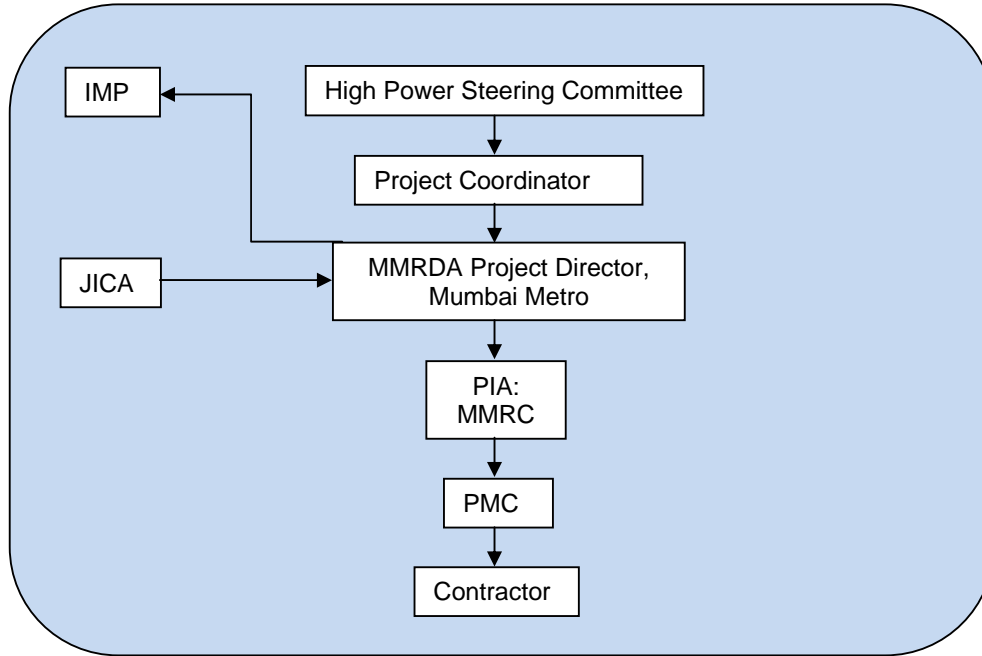 IMP
High Power Steering Committee
Project Coordinator
JICA
MMRDA Project Director,
Mumbai Metro
PIA:
MMRC
PMC
Contractor